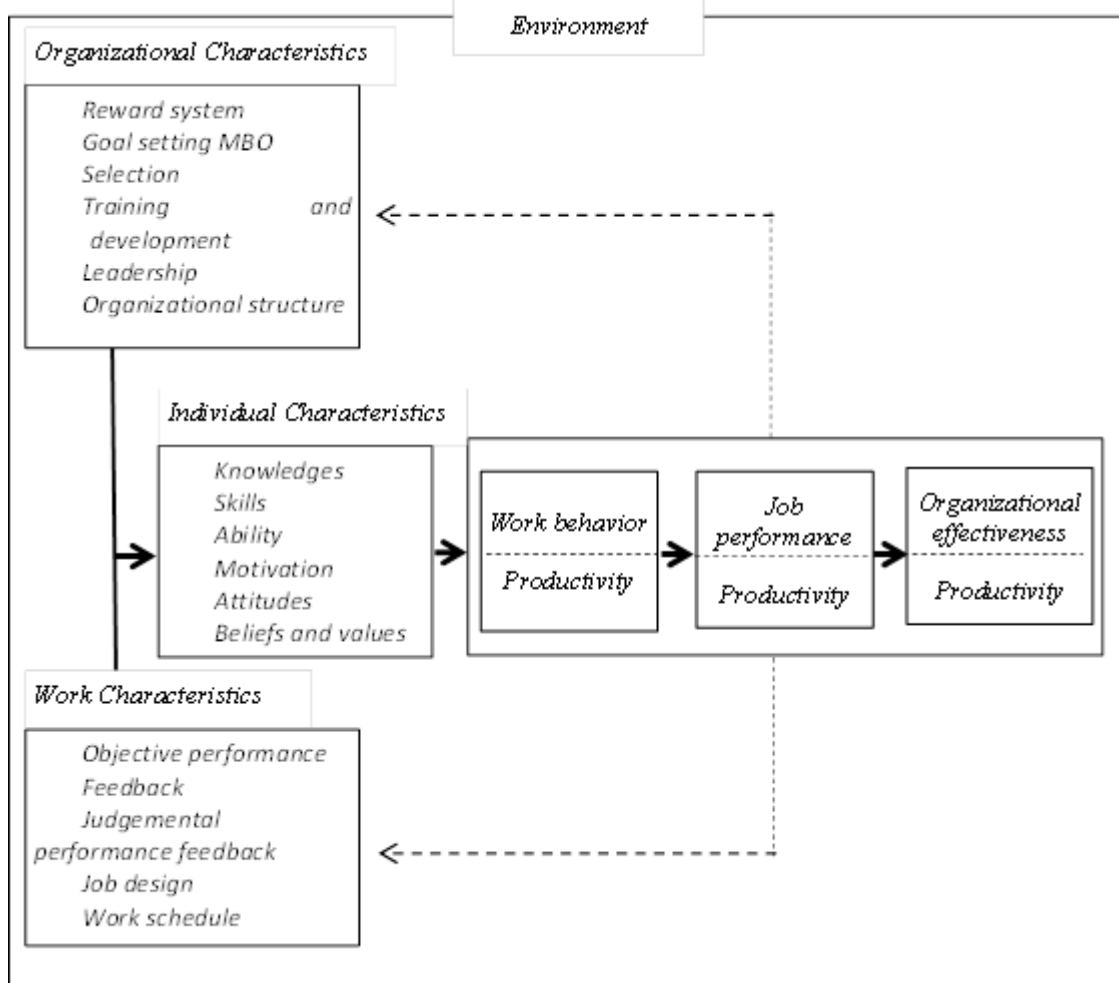 Environment
Organizational Characteristics
Reward system
Goal setting MBO
Selection
Training and
development
Leadership
Organizational structure
Individual Characteristics
Knowledges
Skills
Ability
Motivation
Attitudes
Beliefs and values
Work behavior
Productivity
Job
performance
Productivity
Organizational
effectiveness
Productivity
Work Characteristics
Objective performance
Feedback
Judgemental
performance feedback
Job design
Work schedule